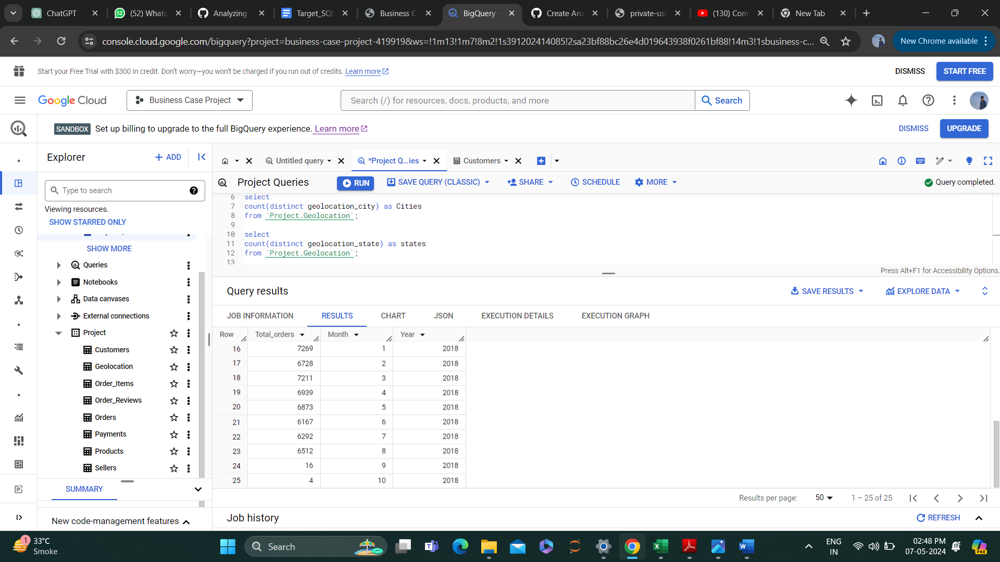 ChatGPT
(52) Whats
Analyzing-
Target_SQL
Business C
BigQuery –
Create Ana
private-use
(130) Com
New Tab
console.cloud.google.com/bigquery?project=business-case-project-419919&ws=!1m13!1m7!8m2!1s391202414085!2sa23bf88bc26e4d019643938f0261bf88!14m3!1sbusiness-c...
New Chrome available
Start your Free Trial with $300 in credit. Don't worry—you won't be charged if you run out of credits. Learn more
DISMISS
START FREE
Google Cloud
Business Case Project
Search (/) for resources, docs, products, and more
Search
SANDBOX Set up billing to upgrade to the full BigQuery experience. Learn more
DISMISS
UPGRADE
Explorer
+ ADD
Type to search
Viewing resources.
SHOW STARRED ONLY
SHOW MORE
Queries
Notebooks
Data canvases
External connections
Project
Customers
Geolocation
Order_Items
Order_Reviews
Orders
Payments
Products
Sellers
SUMMARY
New code-management features
Untitled query
*Project Q...ies
Customers
Project Queries
RUN
SAVE QUERY (CLASSIC)
SHARE
SCHEDULE
MORE
Query completed.
6 select
7 count(distinct geolocation_city) as Cities
8 from `Project.Geolocation`;
9
10 select
11 count(distinct geolocation_state) as states
12 from `Project.Geolocation`;
13
Press Alt+F1 for Accessibility Options.
Query results
SAVE RESULTS
EXPLORE DATA
JOB INFORMATION RESULTS CHART JSON EXECUTION DETAILS EXECUTION GRAPH
Row Total_orders Month Year
16 7269 1 2018
17 6728 2 2018
18 7211 3 2018
19 6939 4 2018
20 6873 5 2018
21 6167 6 2018
22 6292 7 2018
23 6512 8 2018
24 16 9 2018
25 4 10 2018
Results per page: 50 1 – 25 of 25
Job history
REFRESH
1
33°C
Smoke
Search
ENG
IN
02:48 PM
07-05-2024
PRE